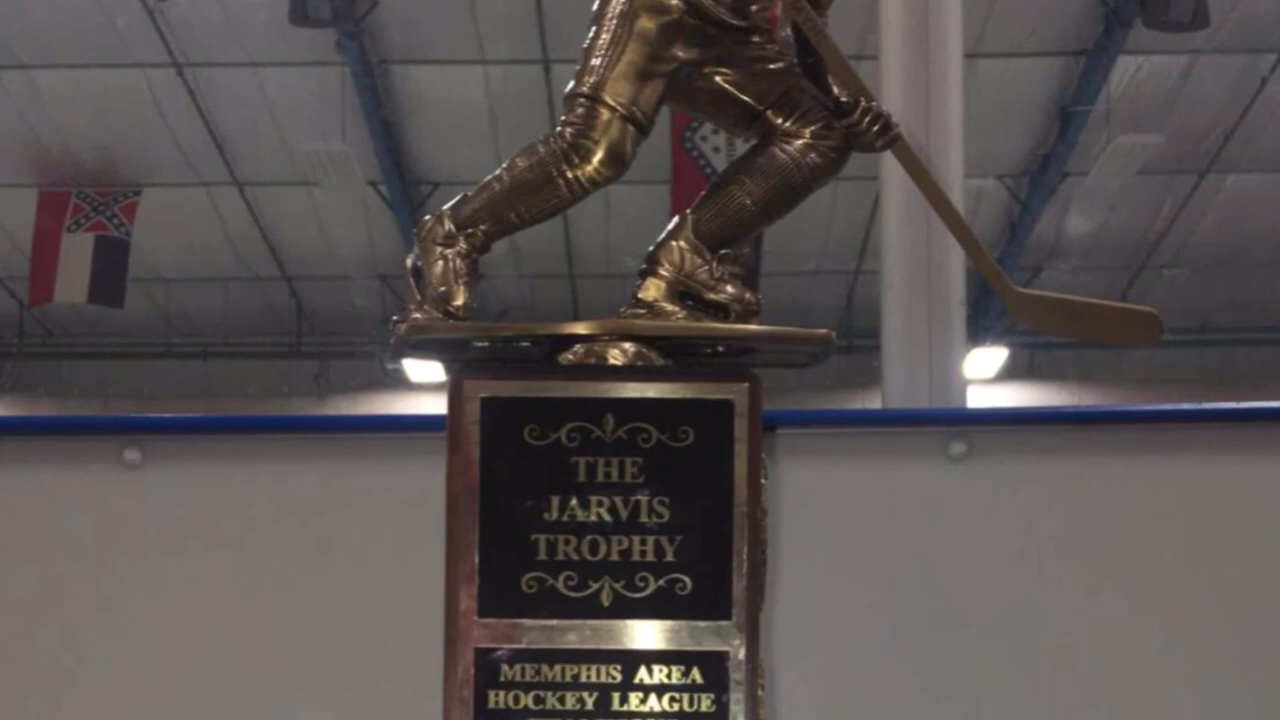 THE
JARVIS
TROPHY
MEMPHIS AREA
HOCKEY LEAGUE